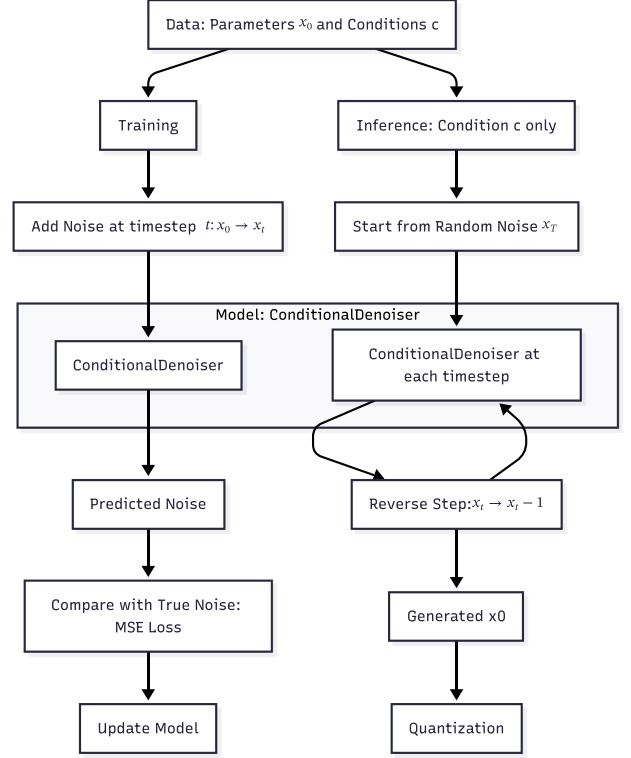 Data: Parameters x₀ and Conditions c
Training
Inference: Condition c only
Add Noise at timestep t: x₀ → xₜ
Start from Random Noise x_T
Model: ConditionalDenoiser
ConditionalDenoiser
ConditionalDenoiser at
each timestep
Predicted Noise
Reverse Step:xₜ → xₜ − 1
Compare with True Noise:
MSE Loss
Generated x0
Update Model
Quantization